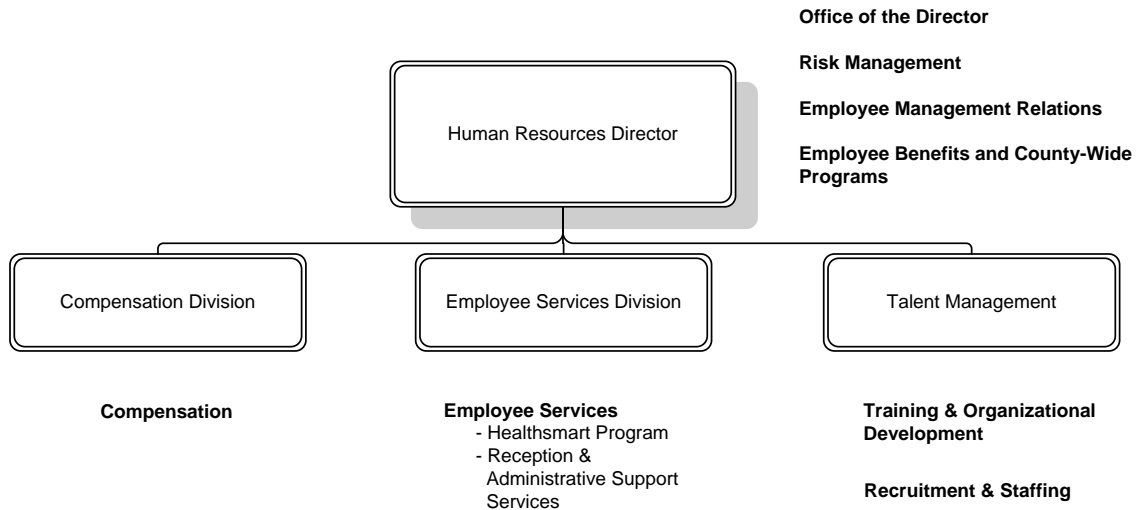 Office of the Director
Risk Management
Employee Management Relations
Employee Benefits and County-Wide
Programs
Human Resources Director
Compensation Division
Employee Services Division
Talent Management
Compensation
Employee Services
- Healthsmart Program
- Reception &
Administrative Support
Services
Training & Organizational
Development
Recruitment & Staffing